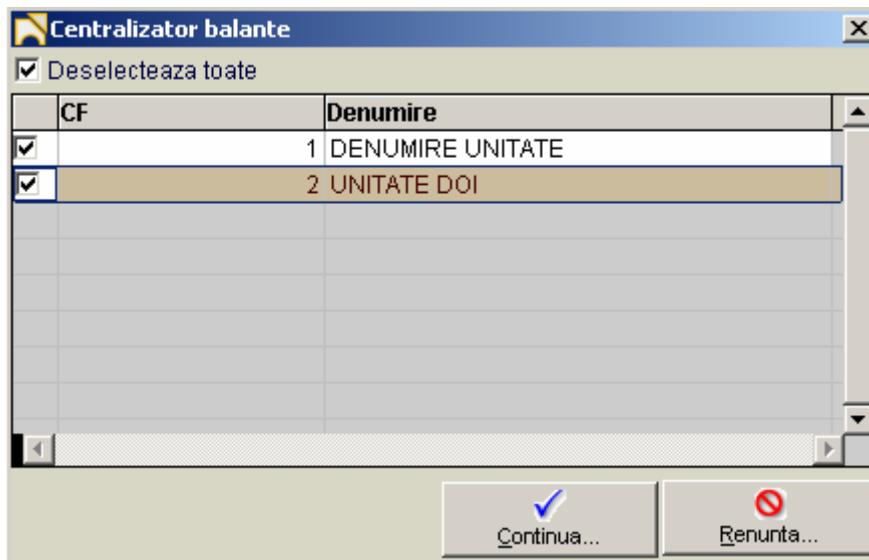 Centralizator balante
Deselecteaza toate
CF Denumire
1 DENUMIRE UNITATE
2 UNITATE DOI
Continua... Renunta...